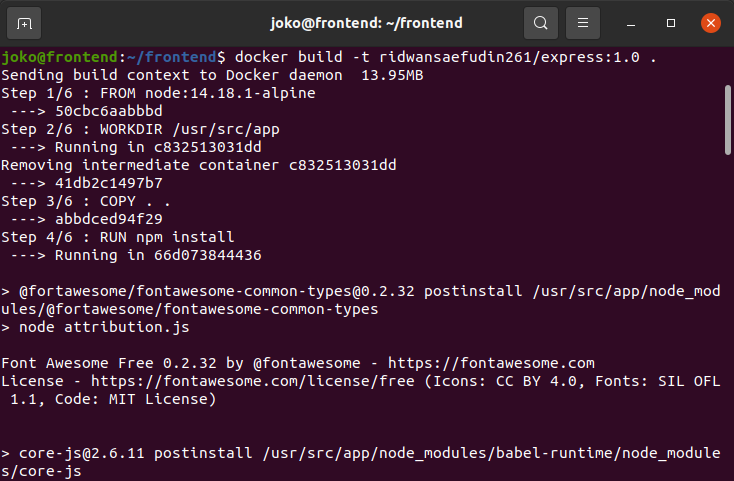 joko@frontend: ~/frontend
joko@frontend:~/frontend$ docker build -t ridwansaefudin261/express:1.0 .
Sending build context to Docker daemon  13.95MB
Step 1/6 : FROM node:14.18.1-alpine
 ---> 50cbc6aabbbd
Step 2/6 : WORKDIR /usr/src/app
 ---> Running in c832513031dd
Removing intermediate container c832513031dd
 ---> 41db2c1497b7
Step 3/6 : COPY . .
 ---> abbdced94f29
Step 4/6 : RUN npm install
 ---> Running in 66d073844436
> @fortawesome/fontawesome-common-types@0.2.32 postinstall /usr/src/app/node_mod
ules/@fortawesome/fontawesome-common-types
> node attribution.js
Font Awesome Free 0.2.32 by @fontawesome - https://fontawesome.com
License - https://fontawesome.com/license/free (Icons: CC BY 4.0, Fonts: SIL OFL
 1.1, Code: MIT License)
> core-js@2.6.11 postinstall /usr/src/app/node_modules/babel-runtime/node_module
s/core-js